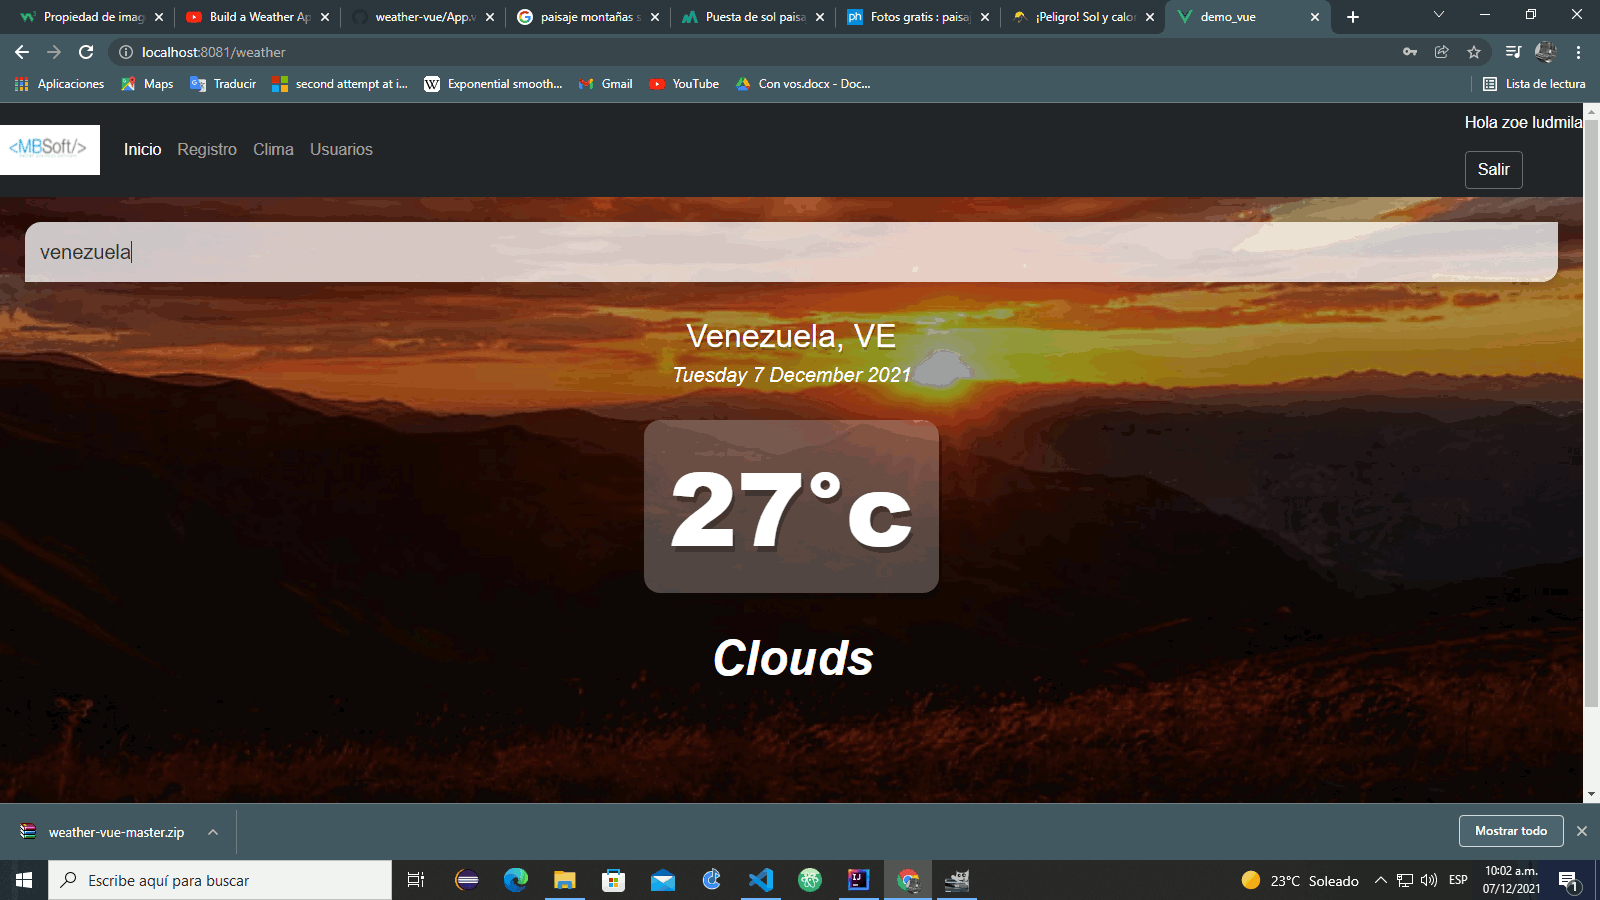 Propiedad de imag
Build a Weather Ap
weather-vue/App.v
paisaje montañas s
Puesta de sol paisa
Fotos gratis : paisa
¡Peligro! Sol y calor
demo_vue
localhost:8081/weather
Aplicaciones
Maps
Traducir
second attempt at i...
Exponential smooth...
Gmail
YouTube
Con vos.docx - Doc...
Lista de lectura
<MBSoft/>
Inicio
Registro
Clima
Usuarios
Hola zoe ludmila
Salir
venezuela
Venezuela, VE
Tuesday 7 December 2021
27°c
Clouds
weather-vue-master.zip
Mostrar todo
Escribe aquí para buscar
23°C Soleado
ESP
10:02 a.m.
07/12/2021
1